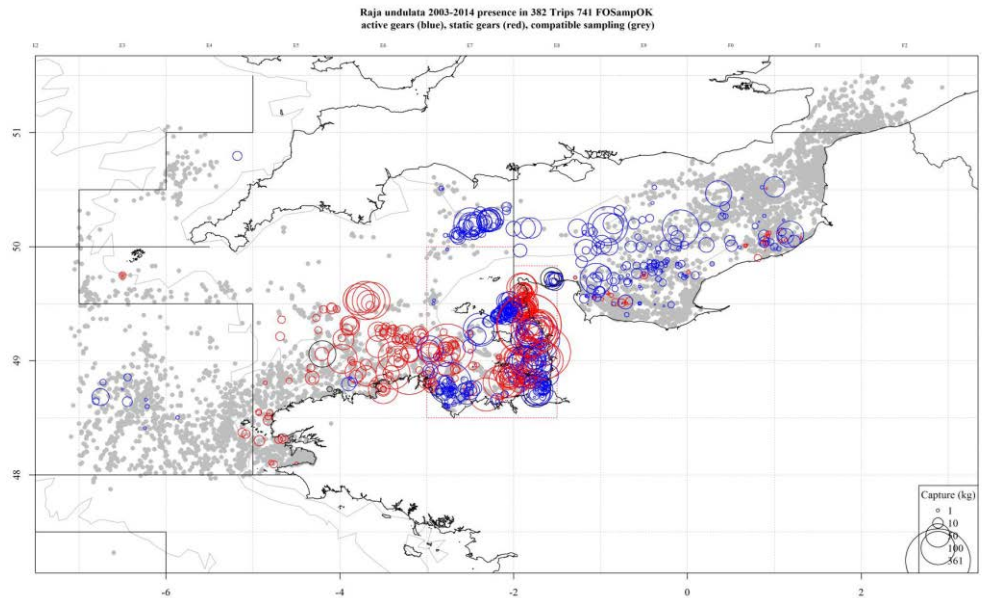 Raja undulata 2003-2014 presence in 382 Trips 741 FOSampOK
active gears (blue), static gears (red), compatible sampling (grey)
E2 E3 E4 E5 E6 E7 E8 E9 F0 F1 F2
51
50
49
48
Capture (kg)
1
10
50
100
361
-6 -4 -2 0 2